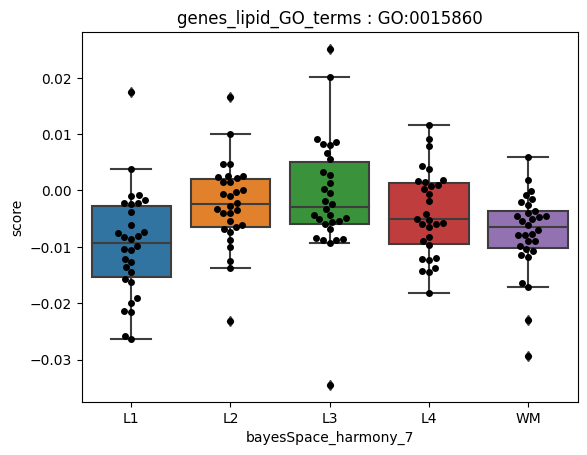 genes_lipid_GO_terms : GO:0015860
0.02
0.01
0.00
−0.01
−0.02
−0.03
score
L1 L2 L3 L4 WM
bayesSpace_harmony_7